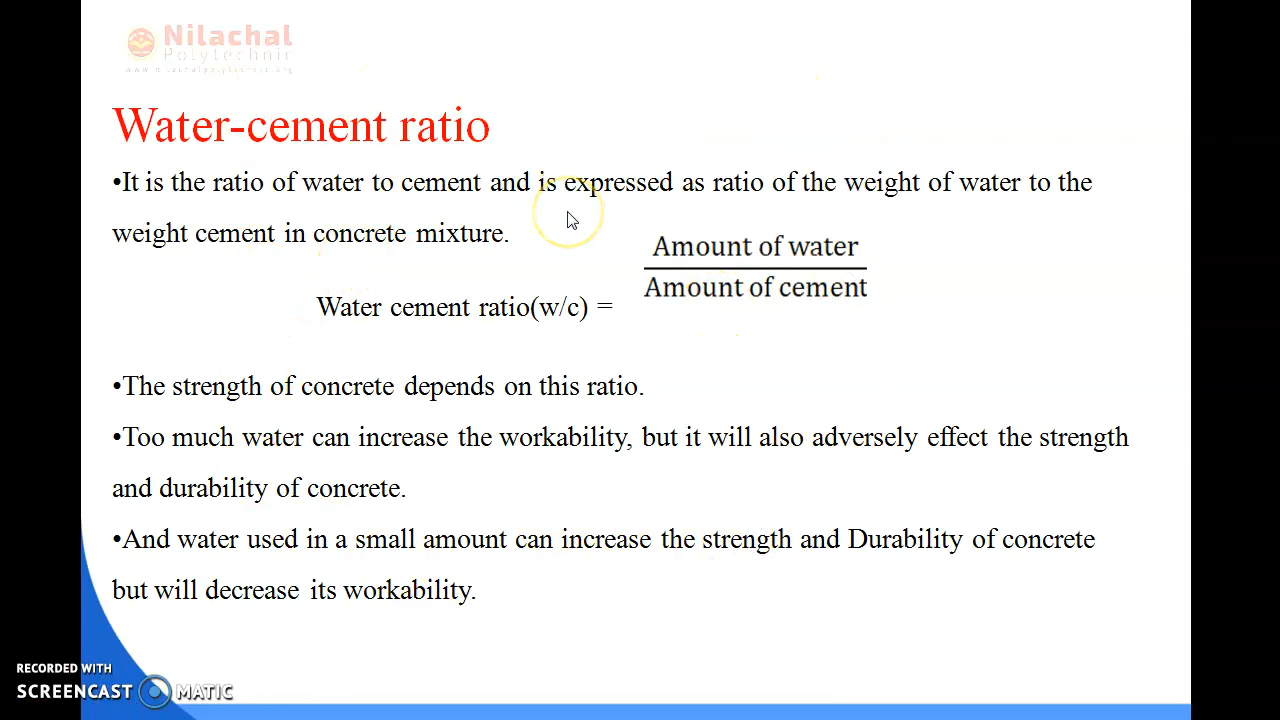 Nilachal
Polytechnic
www.nilachalpolytechnic.org
Water-cement ratio
•It is the ratio of water to cement and is expressed as ratio of the weight of water to the
weight cement in concrete mixture.
Amount of water
Water cement ratio(w/c) =
Amount of cement
•The strength of concrete depends on this ratio.
•Too much water can increase the workability, but it will also adversely effect the strength
and durability of concrete.
•And water used in a small amount can increase the strength and Durability of concrete
but will decrease its workability.
RECORDED WITH
SCREENCAST MATIC